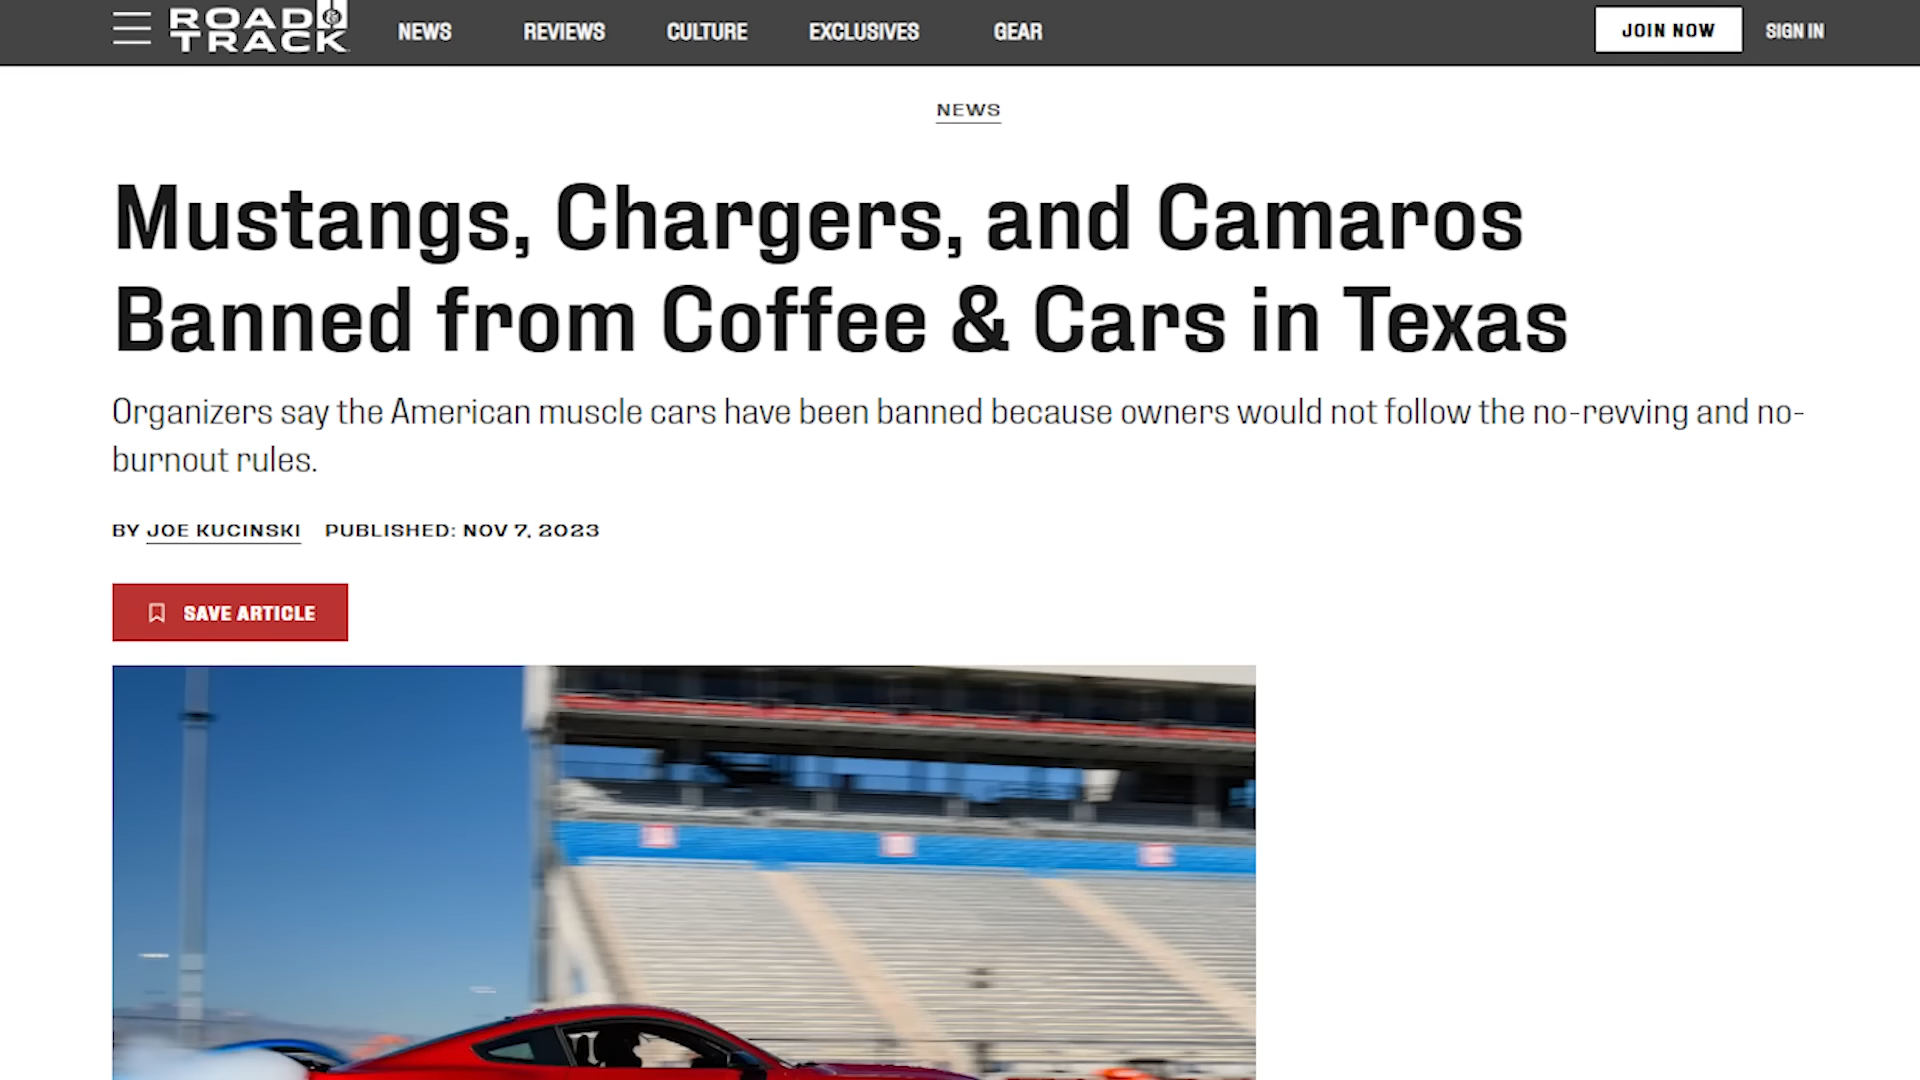 ROAD & TRACK
NEWS
REVIEWS
CULTURE
EXCLUSIVES
GEAR
JOIN NOW
SIGN IN
NEWS
Mustangs, Chargers, and Camaros
Banned from Coffee & Cars in Texas
Organizers say the American muscle cars have been banned because owners would not follow the no-revving and no-
burnout rules.
BY JOE KUCINSKI PUBLISHED: NOV 7, 2023
SAVE ARTICLE